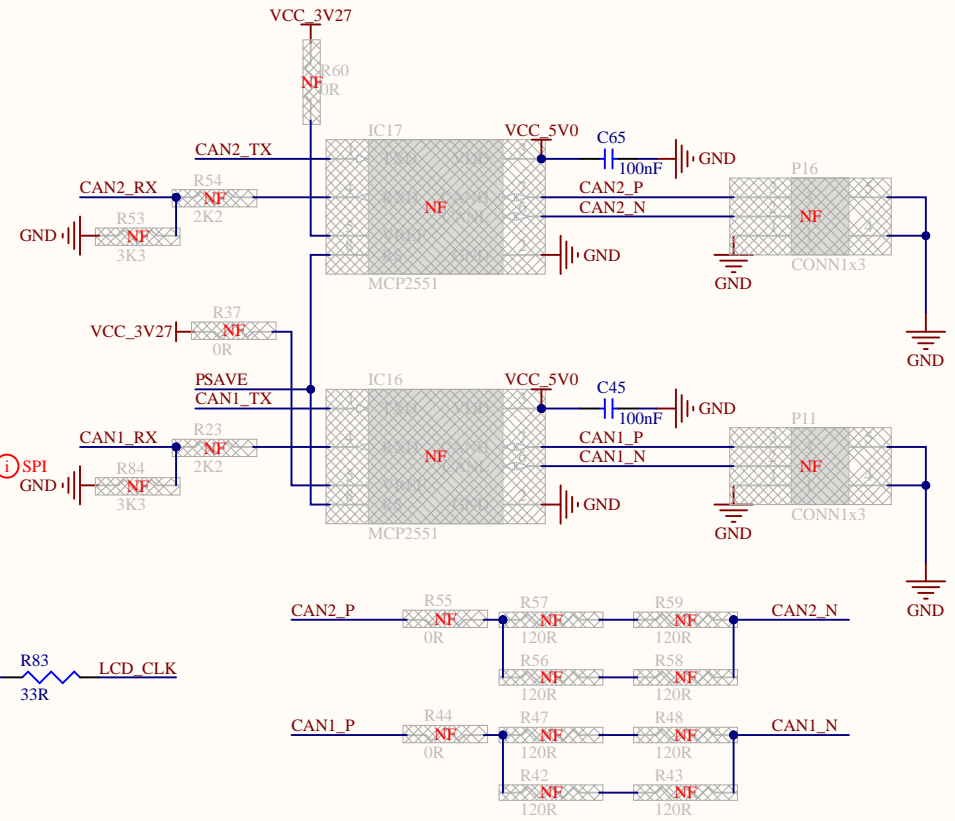 VCC_3V27
R60
NF
0R
IC17
VCC_5V0
C65
CAN2_TX
GND
100nF
P16
CAN2_RX
R54
NF
2K2
NF
CAN2_P
CAN2_N
NF
R53
GND
NF
3K3
GND
CONN1x3
MCP2551
GND
R37
VCC_3V27
NF
0R
GND
PSAVE
IC16
VCC_5V0
C45
CAN1_TX
GND
100nF
P11
CAN1_RX
R23
NF
2K2
NF
CAN1_P
CAN1_N
NF
i SPI
R84
GND
NF
3K3
GND
CONN1x3
MCP2551
GND
GND
CAN2_P
R55
NF
0R
R57
NF
120R
R59
NF
120R
CAN2_N
R56
NF
120R
R58
NF
120R
R83
33R
LCD_CLK
CAN1_P
R44
NF
0R
R47
NF
120R
R48
NF
120R
CAN1_N
R42
NF
120R
R43
NF
120R